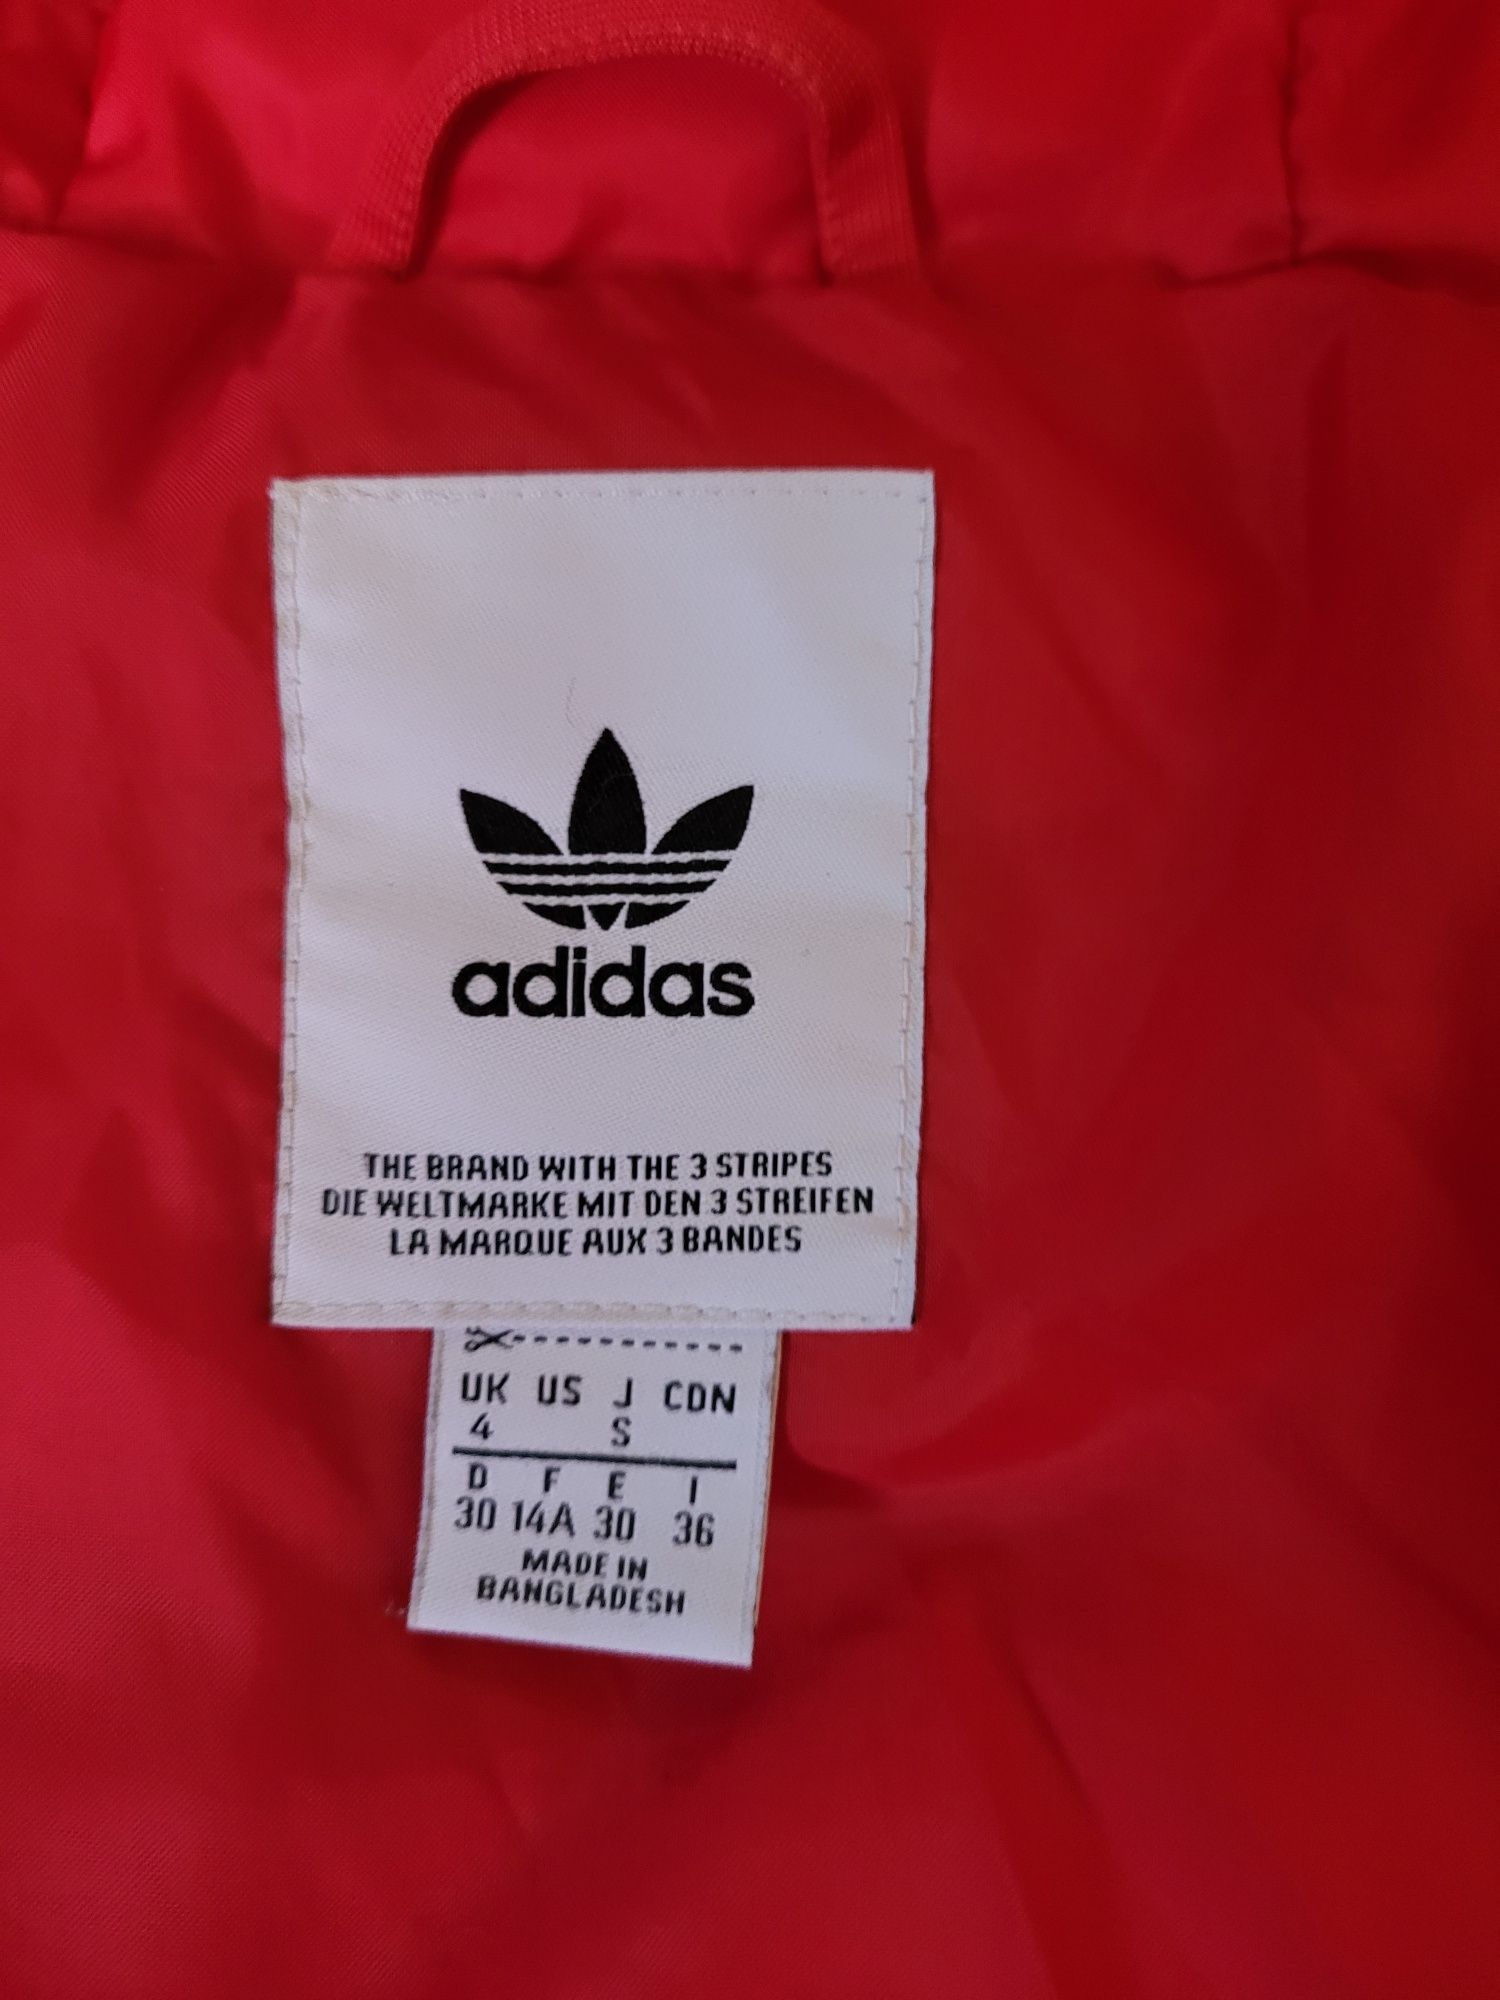 adidas
THE BRAND WITH THE 3 STRIPES
DIE WELTMARKE MIT DEN 3 STREIFEN
LA MARQUE AUX 3 BANDES
UK US J CDN
4 S
D F E I
30 14A 30 36
MADE IN
BANGLADESH